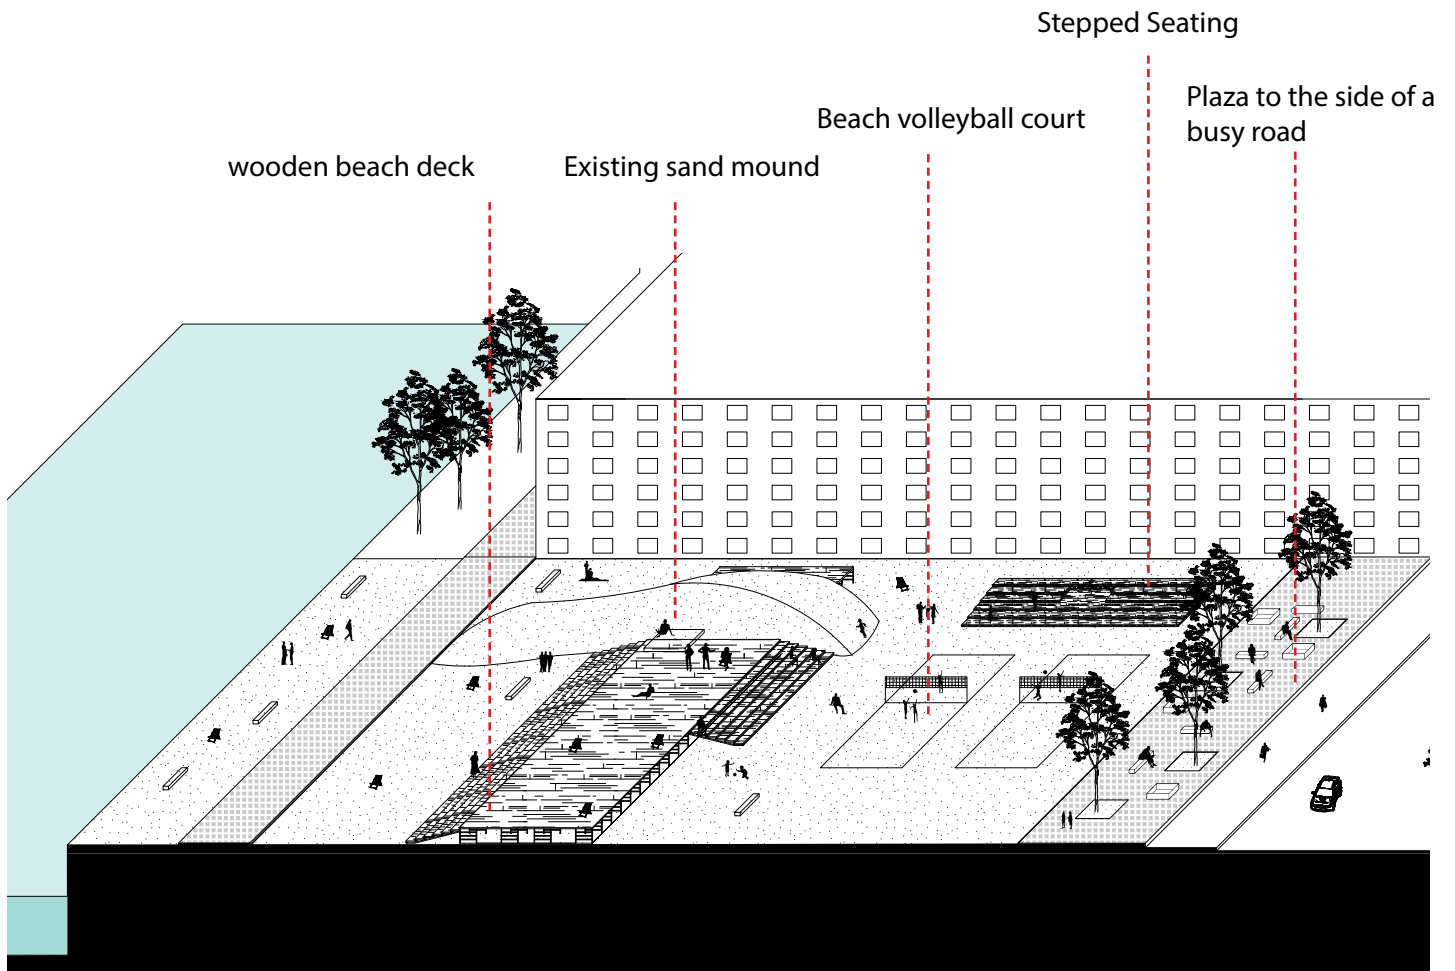 Stepped Seating
Plaza to the side of a
busy road
Beach volleyball court
wooden beach deck
Existing sand mound